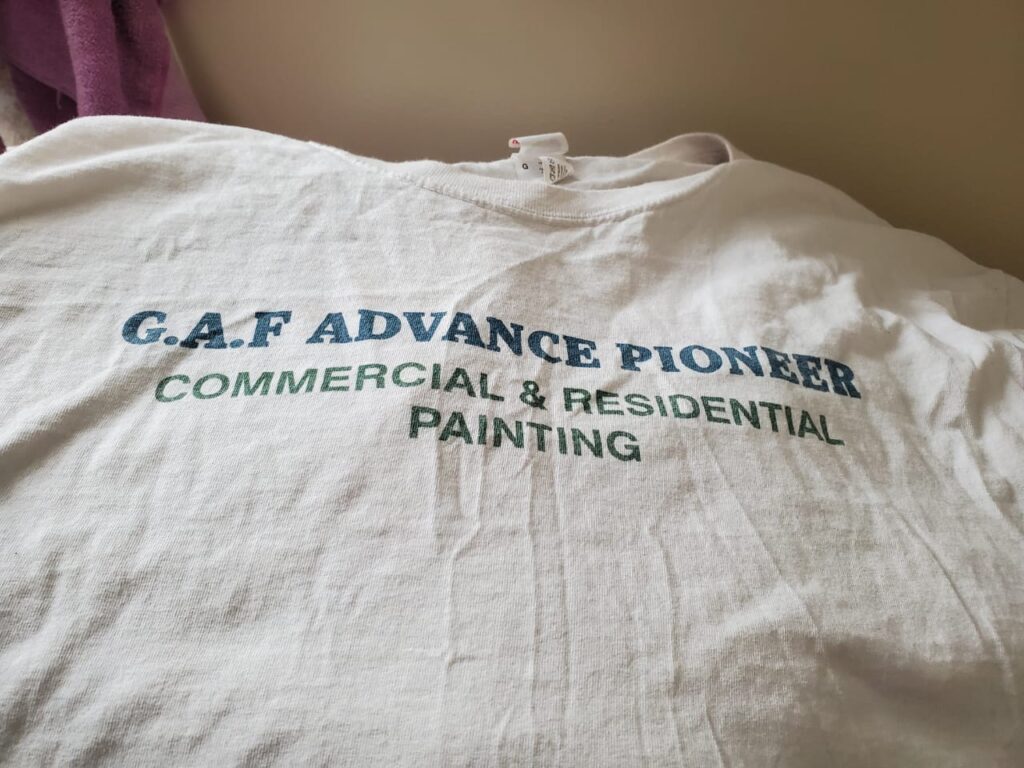 G.A.F ADVANCE PIONEER
COMMERCIAL & RESIDENTIAL
PAINTING